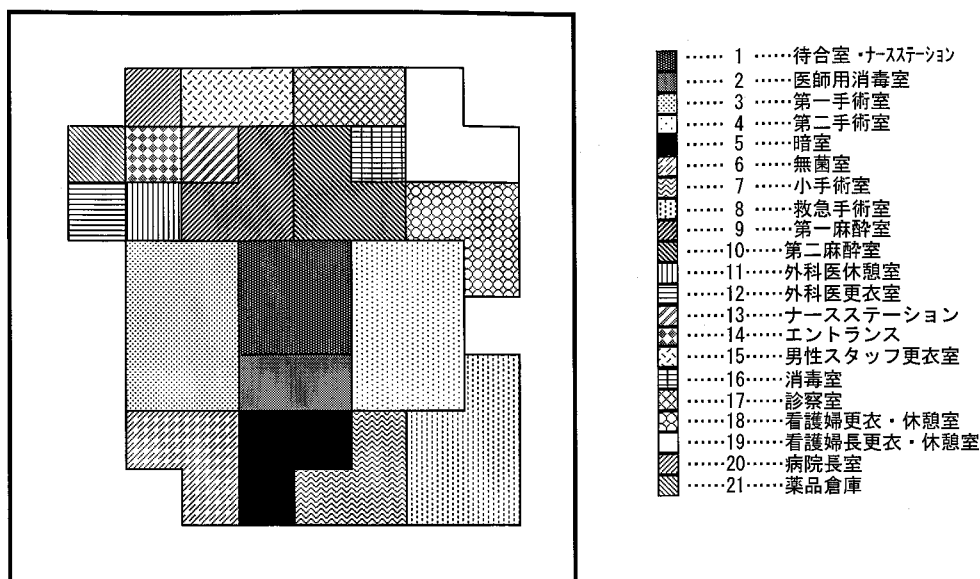 …… 1 ……待合室・ナースステーション
…… 2 ……医師用消毒室
…… 3 ……第一手術室
…… 4 ……第二手術室
…… 5 ……暗室
…… 6 ……無菌室
…… 7 ……小手術室
…… 8 ……救急手術室
…… 9 ……第一麻酔室
……10……第二麻酔室
……11……外科医休憩室
……12……外科医更衣室
……13……ナースステーション
……14……エントランス
……15……男性スタッフ更衣室
……16……消毒室
……17……診察室
……18……看護婦更衣・休憩室
……19……看護婦長更衣・休憩室
……20……病院長室
……21……薬品倉庫